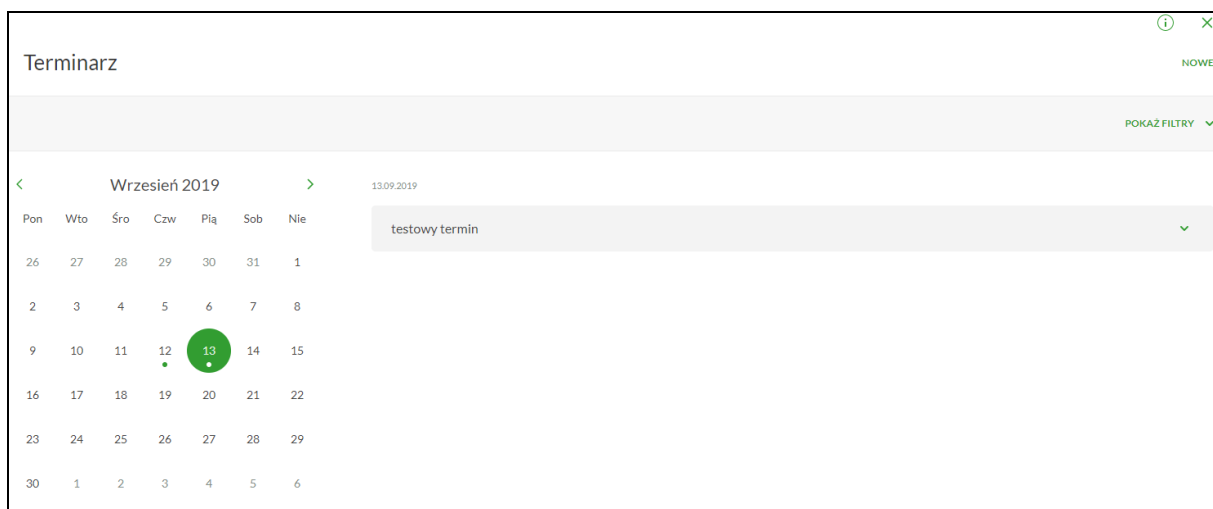 Terminarz
NOWE
POKAŻ FILTRY
Wrzesień 2019
13.09.2019
Pon Wto Śro Czw Pią Sob Nie
testowy termin
26 27 28 29 30 31 1
2 3 4 5 6 7 8
9 10 11 12 13 14 15
16 17 18 19 20 21 22
23 24 25 26 27 28 29
30 1 2 3 4 5 6